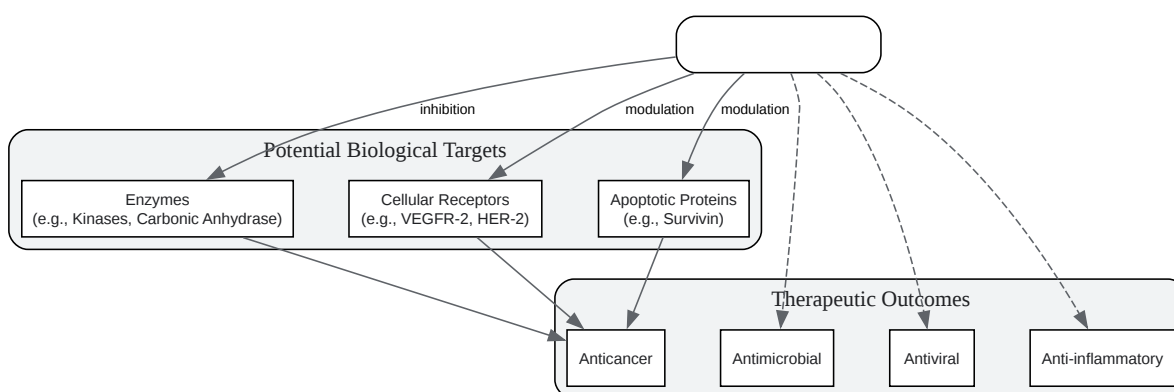 inhibition
modulation
modulation
Potential Biological Targets
Enzymes
(e.g., Kinases, Carbonic Anhydrase)
Cellular Receptors
(e.g., VEGFR-2, HER-2)
Apoptotic Proteins
(e.g., Survivin)
Therapeutic Outcomes
Anticancer
Antimicrobial
Antiviral
Anti-inflammatory